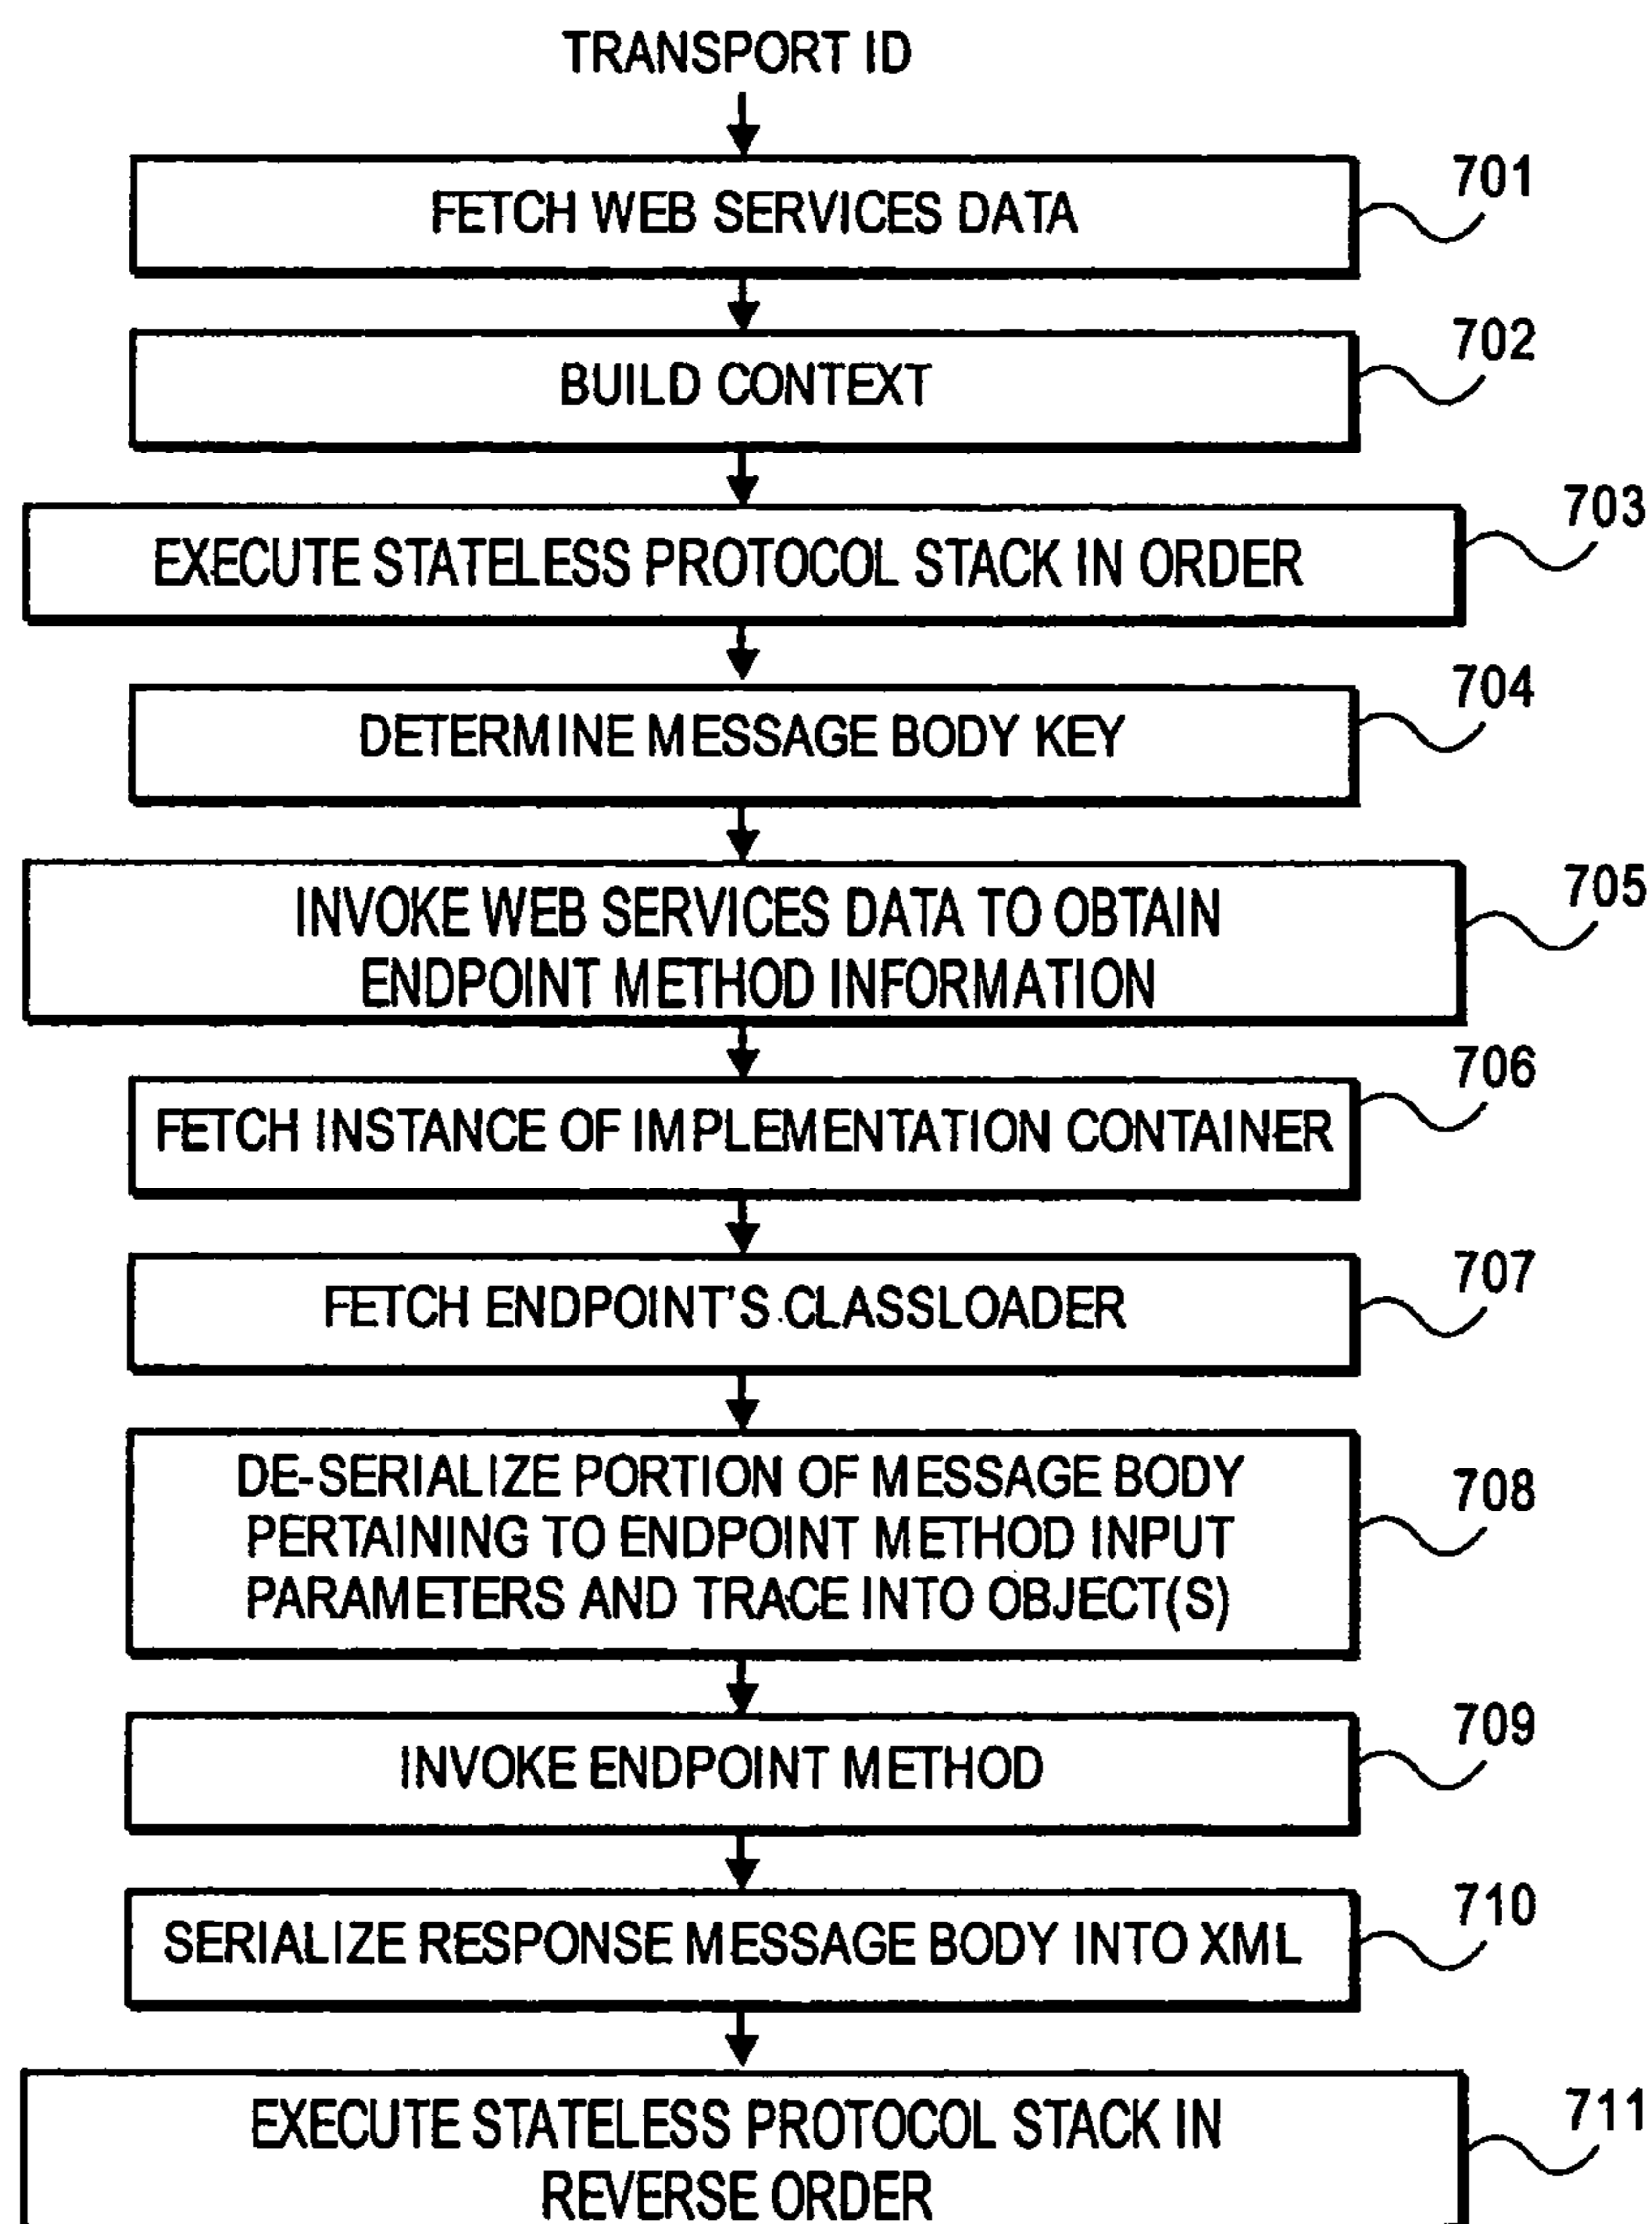 TRANSPORT ID
FETCH WEB SERVICES DATA
701
BUILD CONTEXT
702
EXECUTE STATELESS PROTOCOL STACK IN ORDER
703
DETERMINE MESSAGE BODY KEY
704
INVOKE WEB SERVICES DATA TO OBTAIN
ENDPOINT METHOD INFORMATION
705
FETCH INSTANCE OF IMPLEMENTATION CONTAINER
706
FETCH ENDPOINT'S CLASSLOADER
707
DE-SERIALIZE PORTION OF MESSAGE BODY
PERTAINING TO ENDPOINT METHOD INPUT
PARAMETERS AND TRACE INTO OBJECT(S)
708
INVOKE ENDPOINT METHOD
709
SERIALIZE RESPONSE MESSAGE BODY INTO XML
710
EXECUTE STATELESS PROTOCOL STACK IN
REVERSE ORDER
711